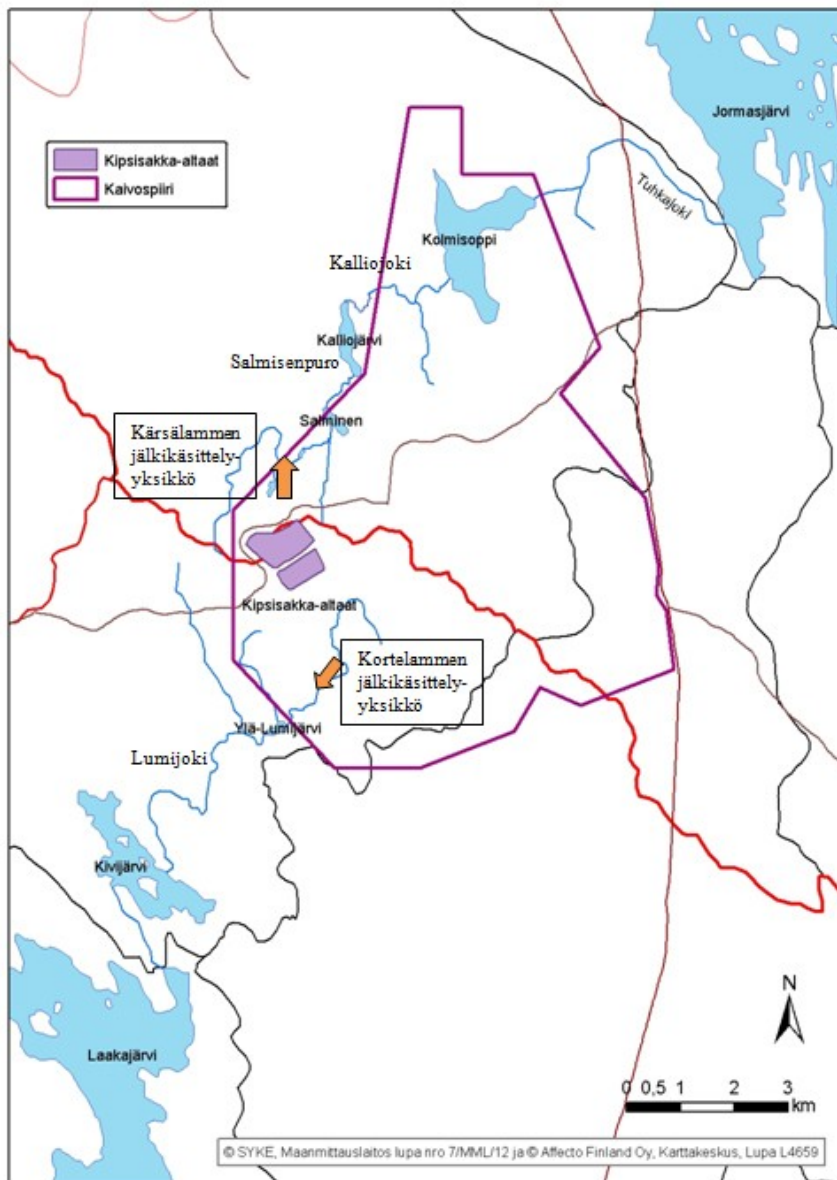 Jormasjärvi
Kipsisakka-altaat
Kaivospiiri
Tuhkajoki
Kolmisoppi
Kalliojoki
Kalliojärvi
Salmisenpuro
Salminen
Kärsälammen
jälkikäsittely-
yksikkö
Kipsisakka-altaat
Kortelammen
jälkikäsittely-
yksikkö
Ylä-Lumijärvi
Lumijoki
Kivijärvi
N
Laakajärvi
0 0,5 1 2 3
km
© SYKE, Maanmittauslaitos lupa nro 7/MML/12 ja © Affecto Finland Oy, Karttakeskus, Lupa L4659